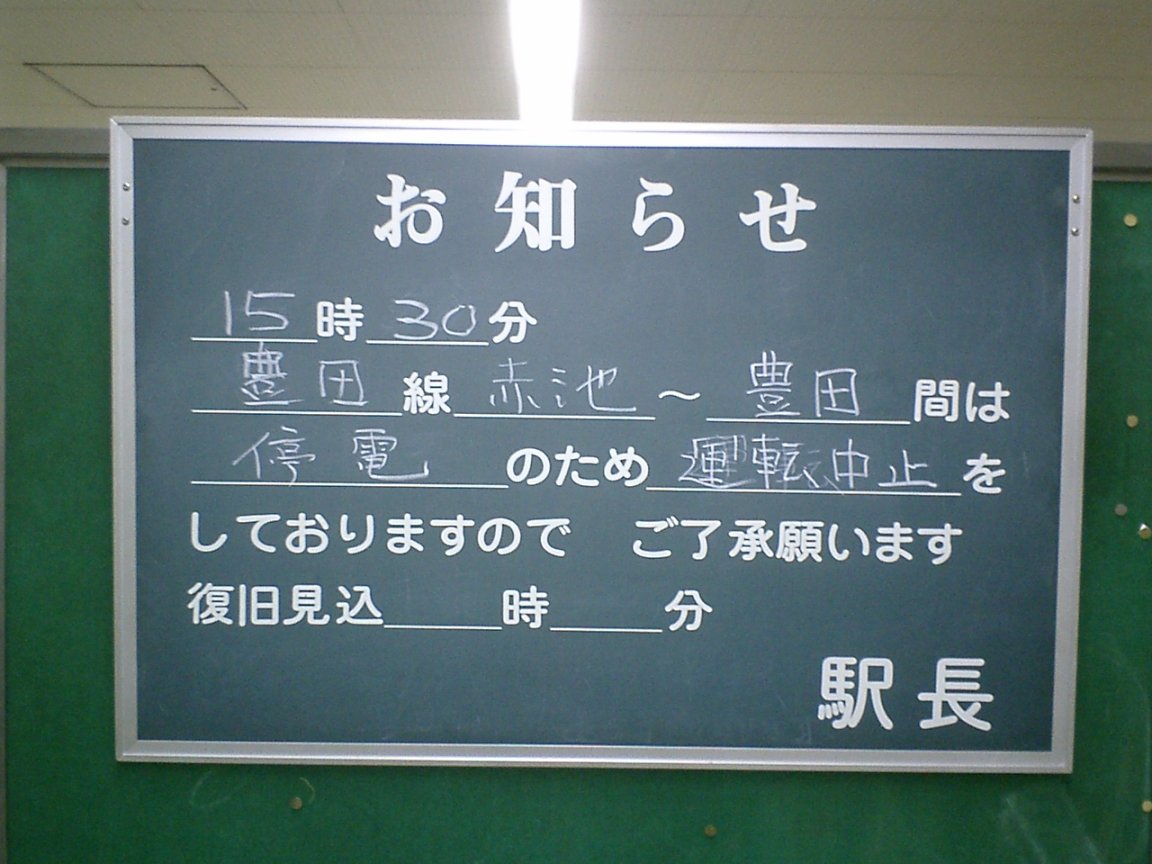 お知らせ
15時30分
豊田線赤池～豊田間は
停電のため運転中止を
しておりますので ご了承願います
復旧見込 時 分
駅長